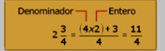 Denominador Entero
2 3/4 = (4x2) + 3 / 4 = 11/4